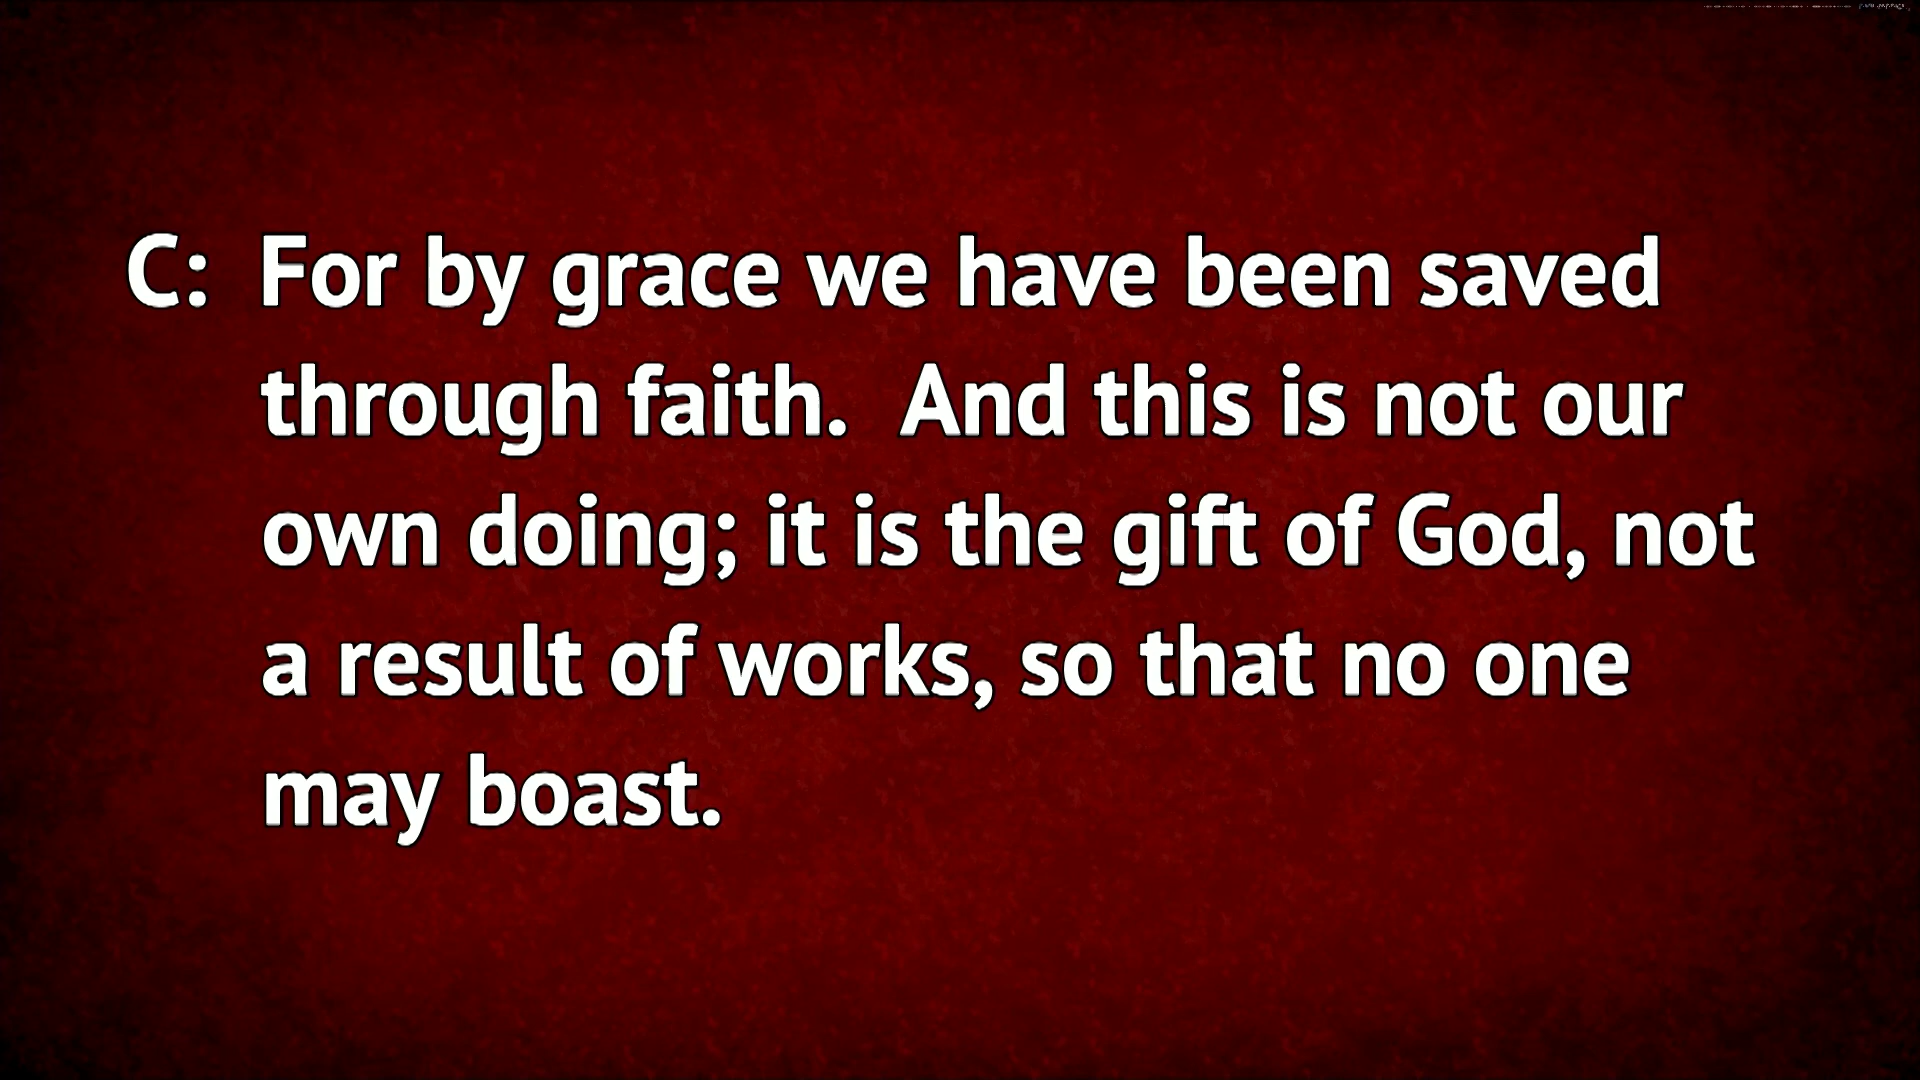 C: For by grace we have been saved
through faith. And this is not our
own doing; it is the gift of God, not
a result of works, so that no one
may boast.